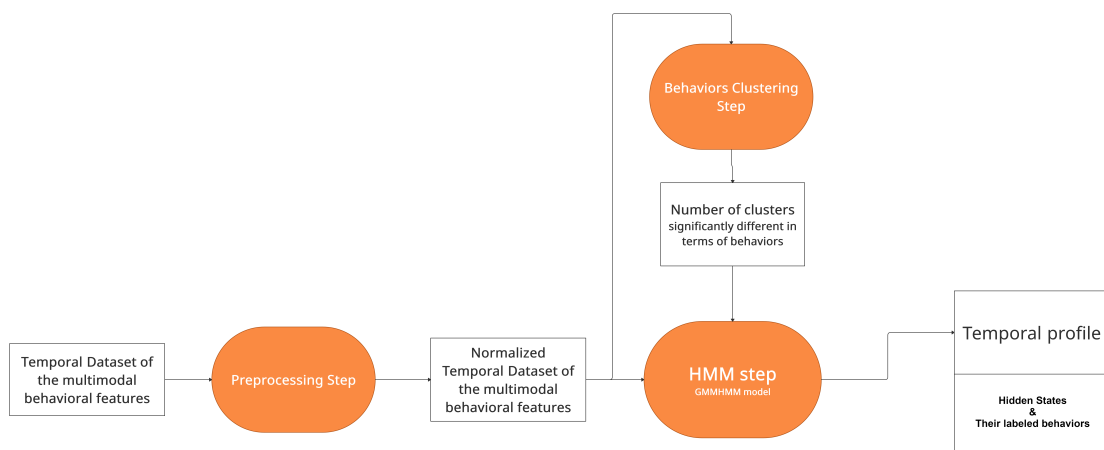 Temporal Dataset of
the multimodal
behavioral features
Preprocessing Step
Normalized
Temporal Dataset of
the multimodal
behavioral features
Behaviors Clustering
Step
Number of clusters
significantly different in
terms of behaviors
HMM step
GMMHMM model
Temporal profile
Hidden States
&
Their labeled behaviors